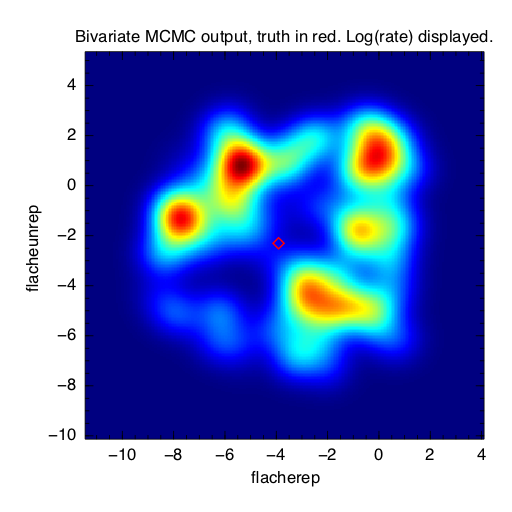 Bivariate MCMC output, truth in red. Log(rate) displayed.
4
2
0
−2
−4
−6
−8
−10
flacheunrep
−10 −8 −6 −4 −2 0 2 4
flacherep